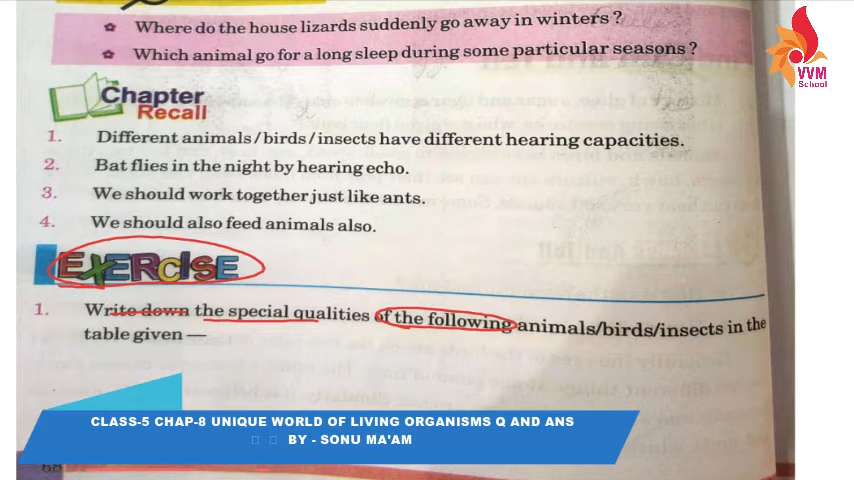 Where do the house lizards suddenly go away in winters ?
Which animal go for a long sleep during some particular seasons ?
VVM
School
Chapter
Recall
1. Different animals/birds/insects have different hearing capacities.
2. Bat flies in the night by hearing echo.
3. We should work together just like ants.
4. We should also feed animals also.
EXERCISE
1. Write down the special qualities of the following animals/birds/insects in the
table given —
CLASS-5 CHAP-8 UNIQUE WORLD OF LIVING ORGANISMS Q AND ANS
BY - SONU MA'AM
68